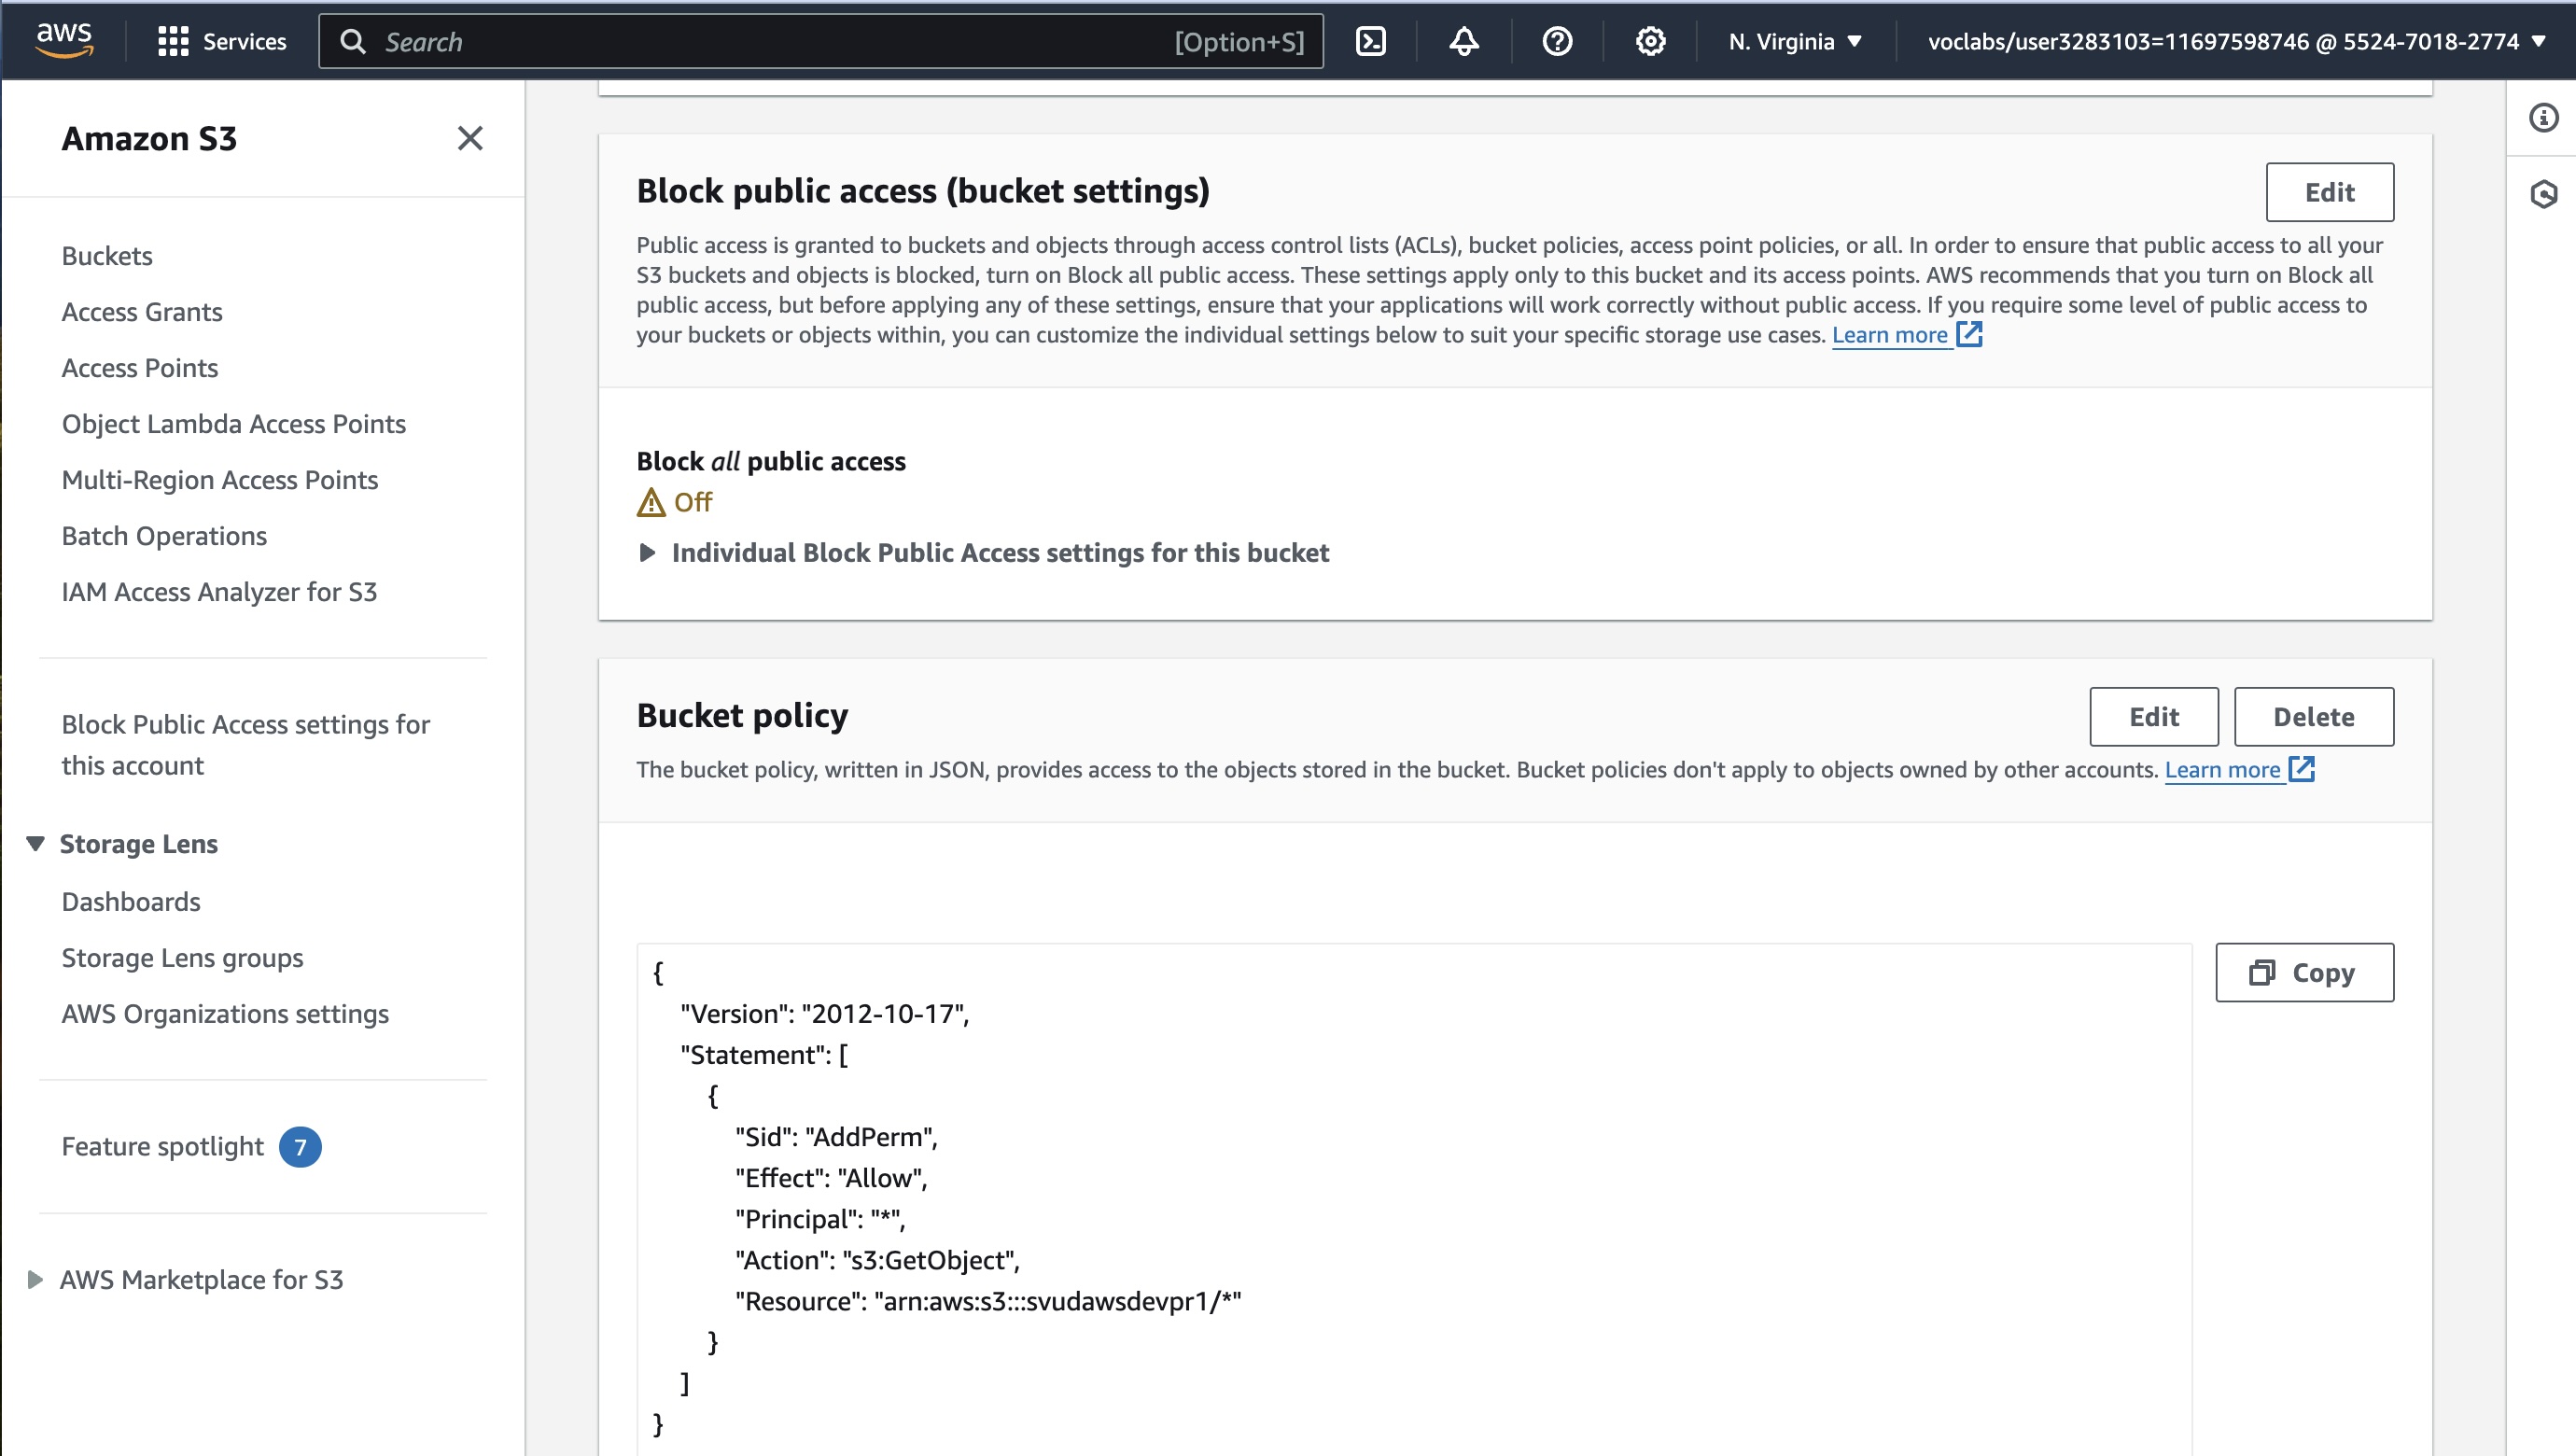 aws
Services
Search
[Option+S]
N. Virginia
voclabs/user3283103=11697598746 @ 5524-7018-2774
Amazon S3
Buckets
Access Grants
Access Points
Object Lambda Access Points
Multi-Region Access Points
Batch Operations
IAM Access Analyzer for S3
Block Public Access settings for
this account
Storage Lens
Dashboards
Storage Lens groups
AWS Organizations settings
Feature spotlight 7
AWS Marketplace for S3
Block public access (bucket settings)
Edit
Public access is granted to buckets and objects through access control lists (ACLs), bucket policies, access point policies, or all. In order to ensure that public access to all your
S3 buckets and objects is blocked, turn on Block all public access. These settings apply only to this bucket and its access points. AWS recommends that you turn on Block all
public access, but before applying any of these settings, ensure that your applications will work correctly without public access. If you require some level of public access to
your buckets or objects within, you can customize the individual settings below to suit your specific storage use cases. Learn more
Block all public access
Off
Individual Block Public Access settings for this bucket
Bucket policy
Edit
Delete
The bucket policy, written in JSON, provides access to the objects stored in the bucket. Bucket policies don't apply to objects owned by other accounts. Learn more
Copy
{
"Version": "2012-10-17",
"Statement": [
{
"Sid": "AddPerm",
"Effect": "Allow",
"Principal": "*",
"Action": "s3:GetObject",
"Resource": "arn:aws:s3:::svudawsdevpr1/*"
}
]
}